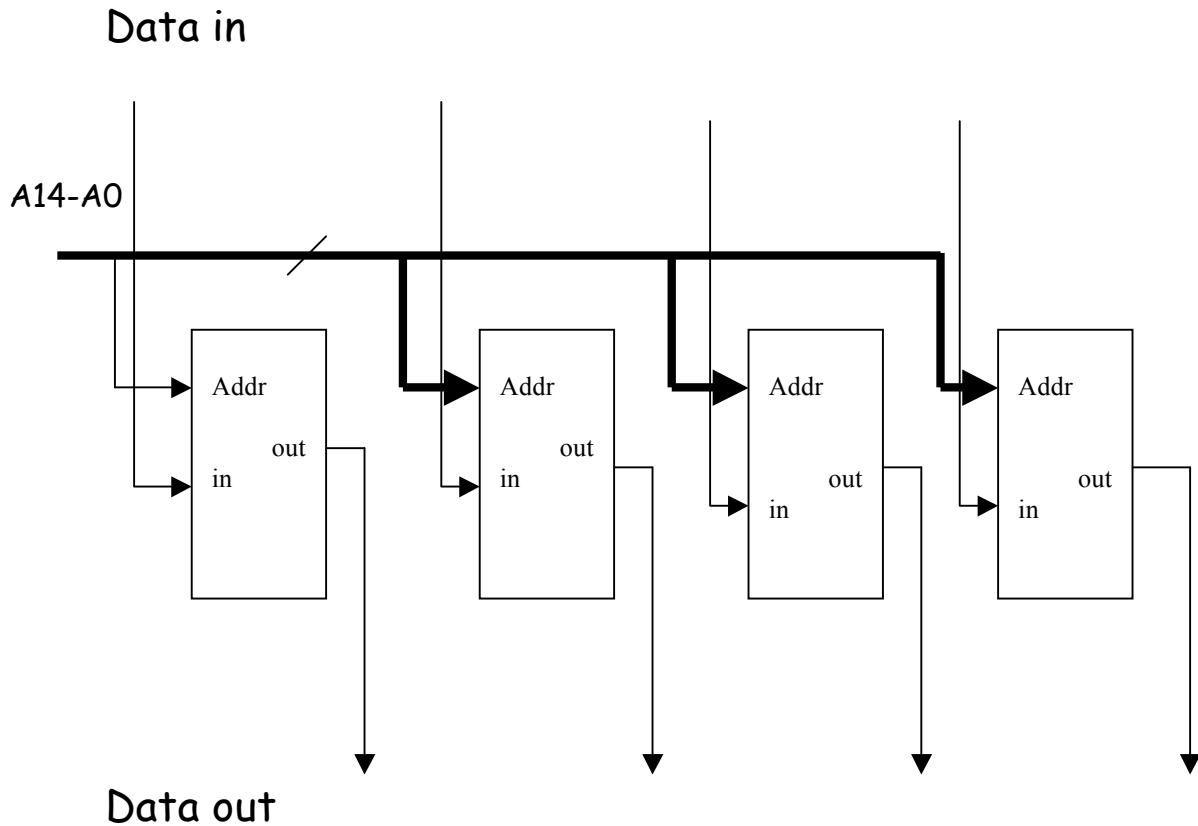 Data in
A14-A0
Addr
Addr
Addr
Addr
out
out
out
out
in
in
in
in
Data out